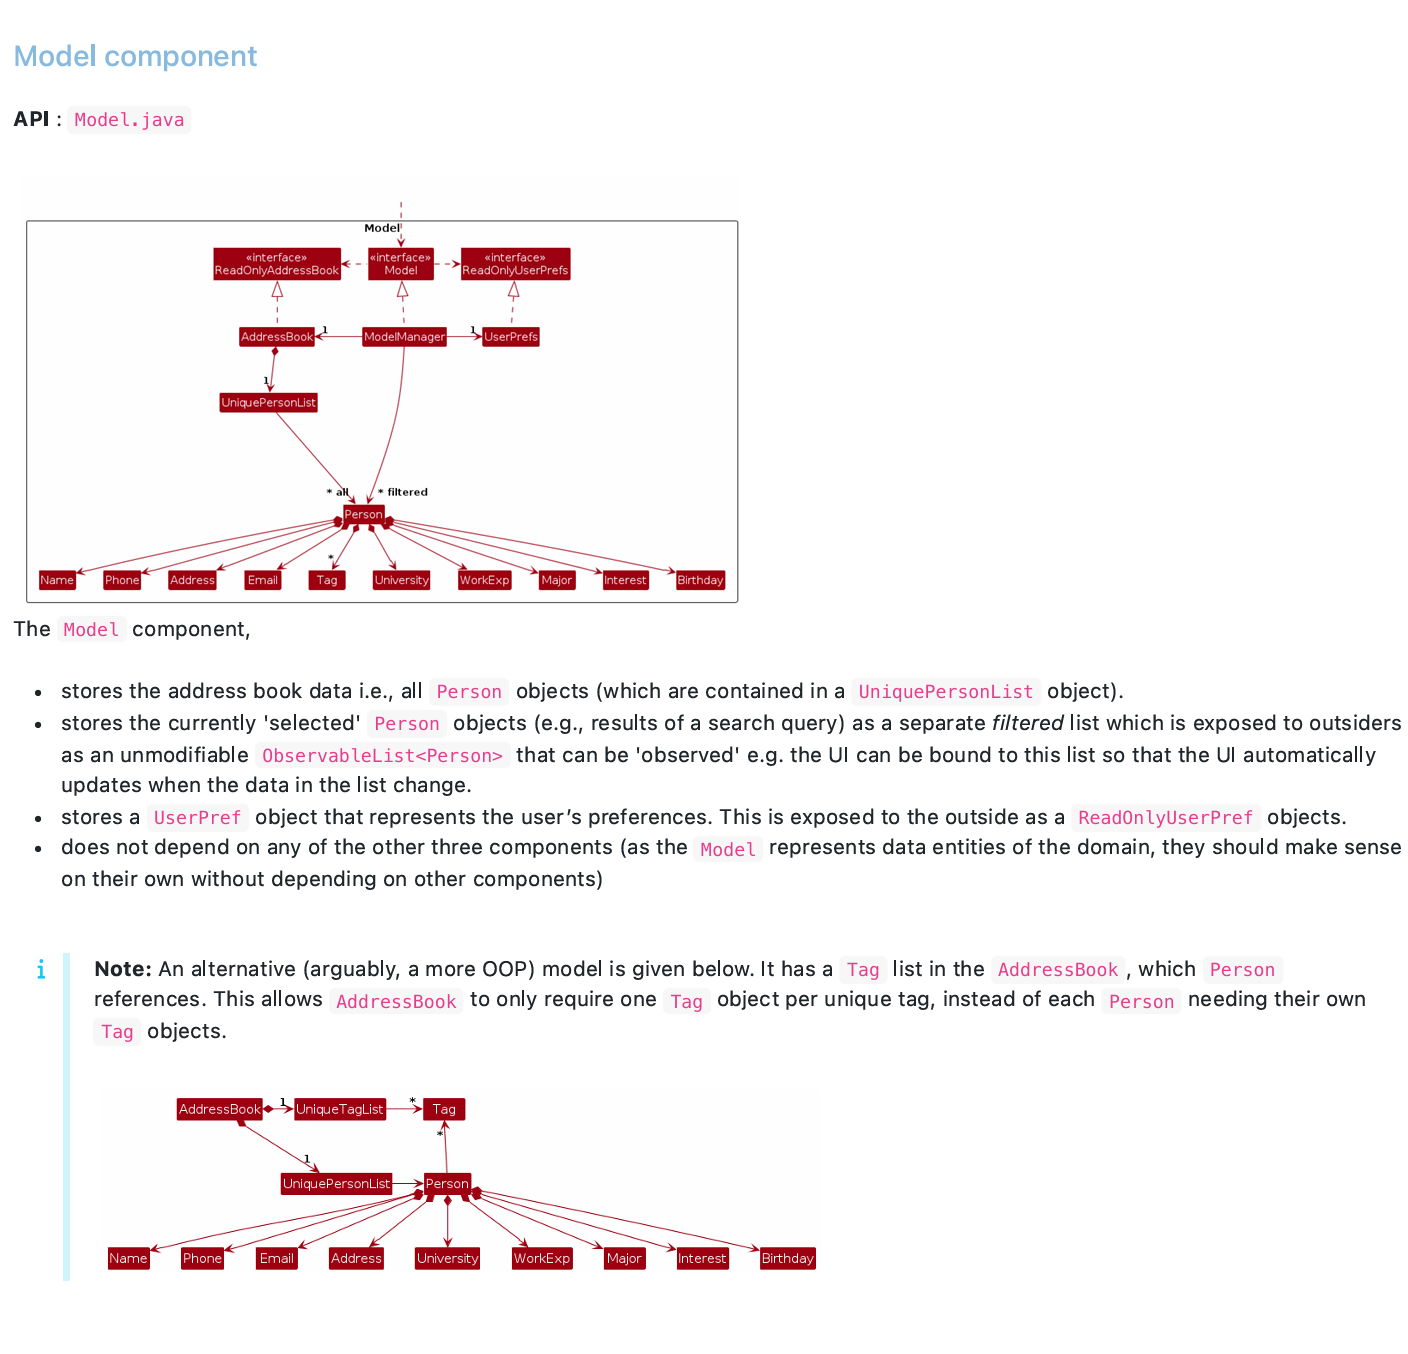 Model component
API : Model.java
Model
«interface»
ReadOnlyAddressBook
«interface»
Model
«interface»
ReadOnlyUserPrefs
AddressBook 1 ModelManager 1 UserPrefs
1
UniquePersonList
* all * filtered
Person
*
Name Phone Address Email Tag University WorkExp Major Interest Birthday
The Model component,
• stores the address book data i.e., all Person objects (which are contained in a UniquePersonList object).
• stores the currently 'selected' Person objects (e.g., results of a search query) as a separate filtered list which is exposed to outsiders
as an unmodifiable ObservableList<Person> that can be 'observed' e.g. the UI can be bound to this list so that the UI automatically
updates when the data in the list change.
• stores a UserPref object that represents the user’s preferences. This is exposed to the outside as a ReadOnlyUserPref objects.
• does not depend on any of the other three components (as the Model represents data entities of the domain, they should make sense
on their own without depending on other components)
i Note: An alternative (arguably, a more OOP) model is given below. It has a Tag list in the AddressBook, which Person
references. This allows AddressBook to only require one Tag object per unique tag, instead of each Person needing their own
Tag objects.
AddressBook 1 UniqueTagList * Tag
*
1
UniquePersonList Person
Name Phone Email Address University WorkExp Major Interest Birthday